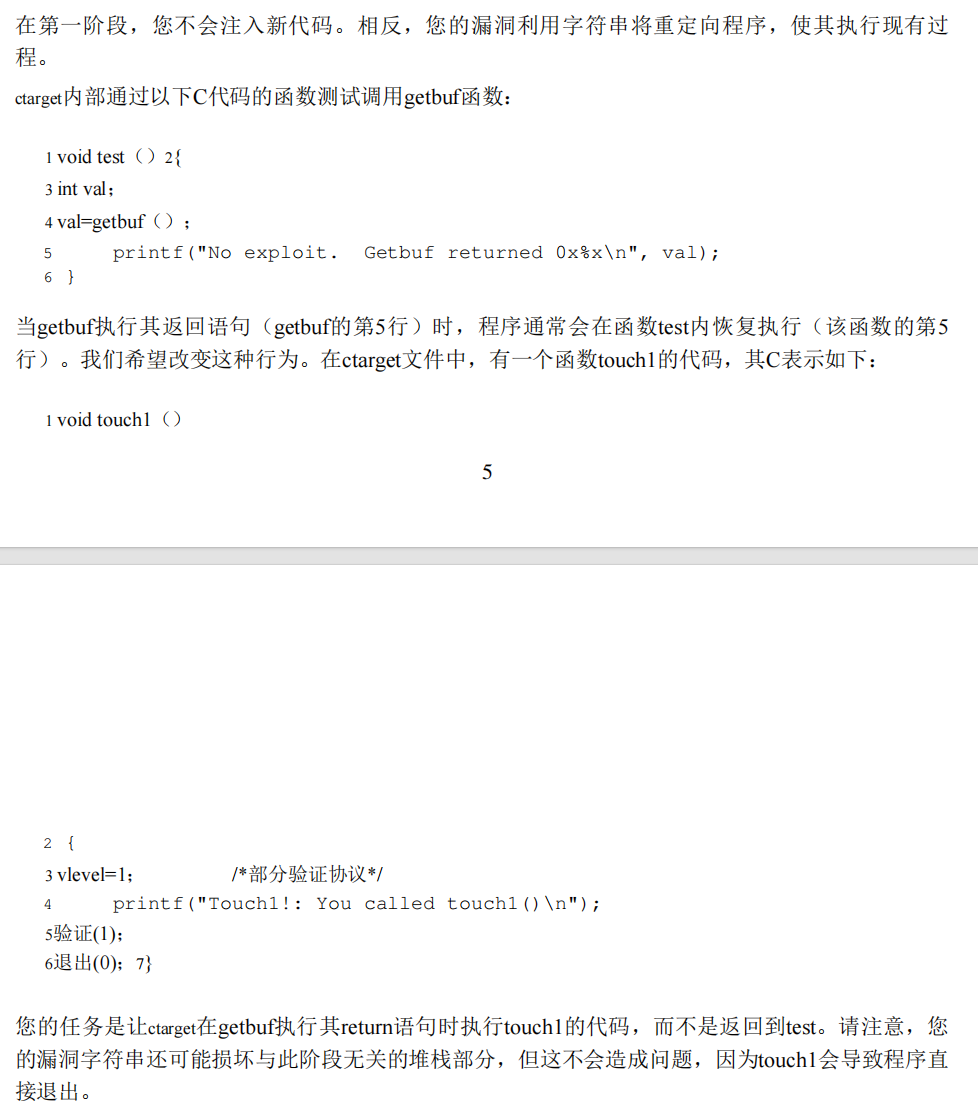 在第一阶段，您不会注入新代码。相反，您的漏洞利用字符串将重定向程序，使其执行现有过
程。
ctarget内部通过以下C代码的函数测试调用getbuf函数：
1 void test（）2{
3 int val；
4 val=getbuf（）；
5 printf("No exploit.  Getbuf returned 0x%x\n", val);
6 }
当getbuf执行其返回语句（getbuf的第5行）时，程序通常会在函数test内恢复执行（该函数的第5
行）。我们希望改变这种行为。在ctarget文件中，有一个函数touch1的代码，其C表示如下：
1 void touch1（）
5
2 {
3 vlevel=1； /*部分验证协议*/
4 printf("Touch1!: You called touch1()\n");
5验证(1)；
6退出(0)；7}
您的任务是让ctarget在getbuf执行其return语句时执行touch1的代码，而不是返回到test。请注意，您
的漏洞字符串还可能损坏与此阶段无关的堆栈部分，但这不会造成问题，因为touch1会导致程序直
接退出。